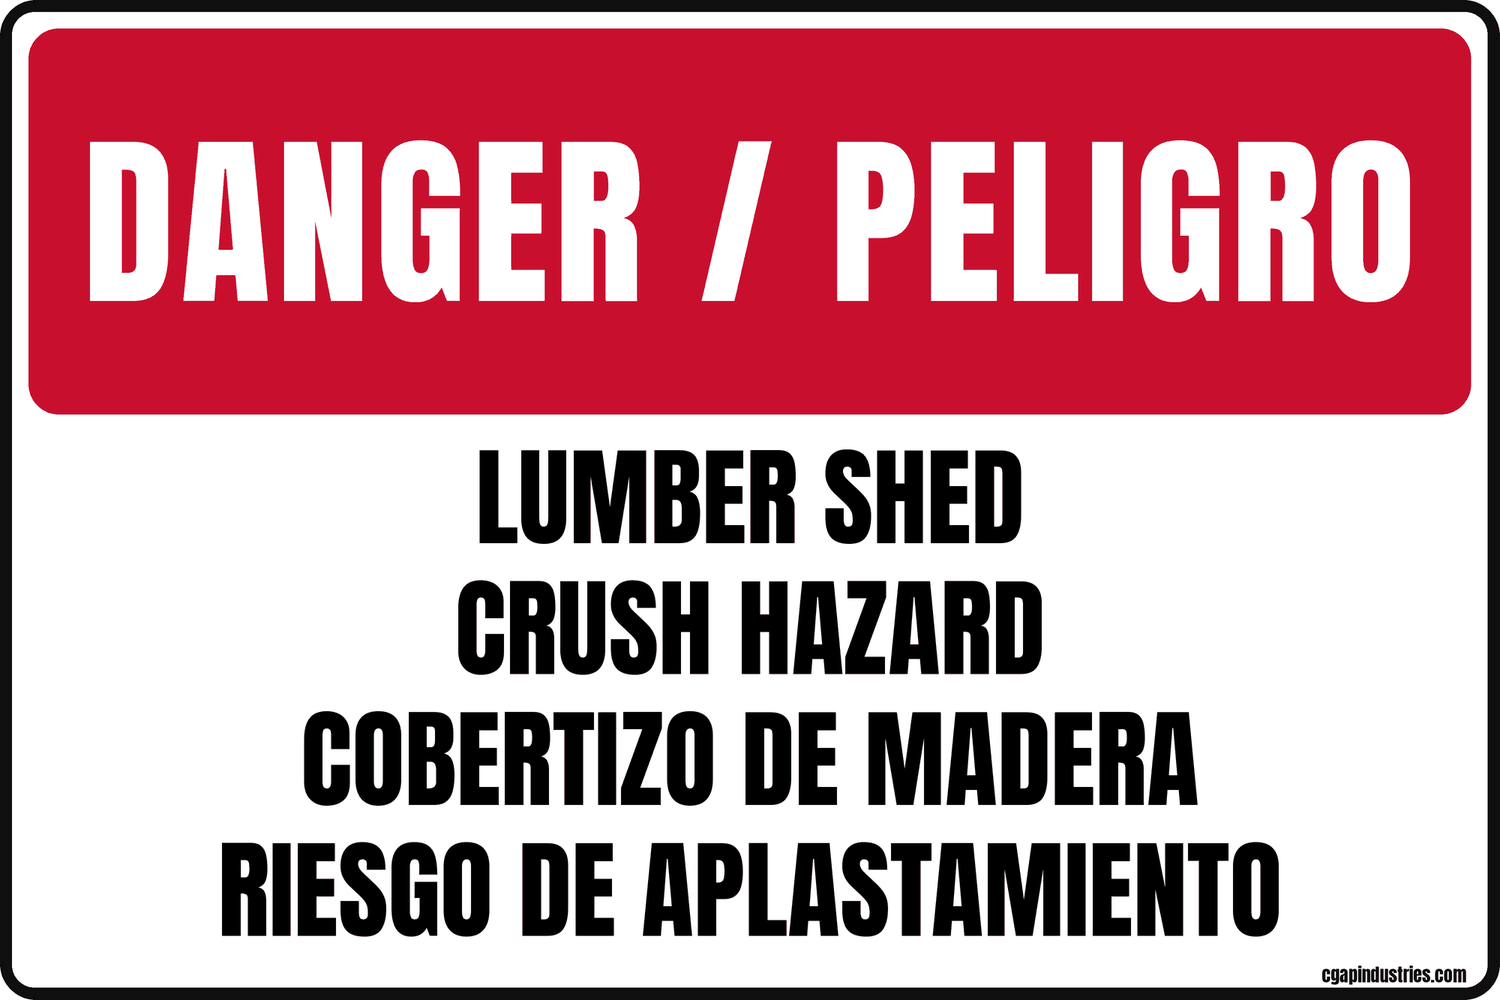 DANGER / PELIGRO
LUMBER SHED
CRUSH HAZARD
COBERTIZO DE MADERA
RIESGO DE APLASTAMIENTO
cgapindustries.com